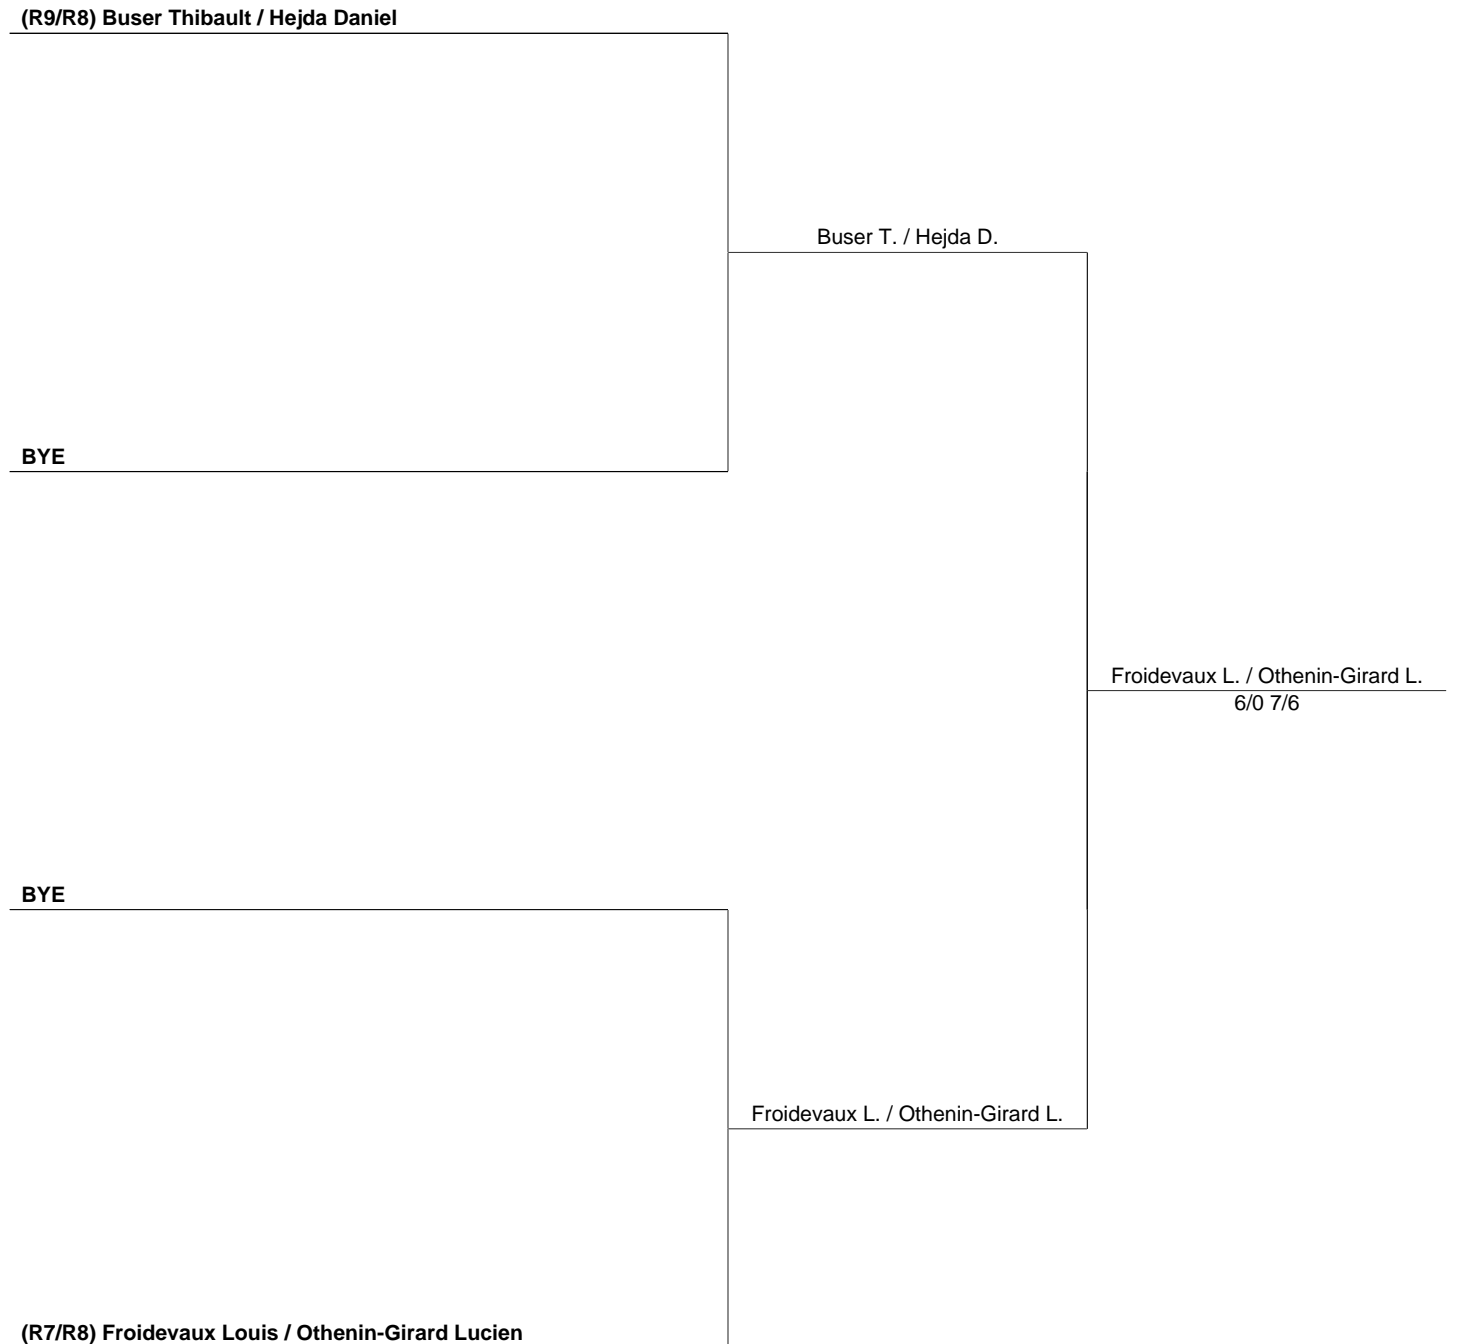 (R9/R8) Buser Thibault / Hejda Daniel
Buser T. / Hejda D.
BYE
Froidevaux L. / Othenin-Girard L.
6/0 7/6
BYE
Froidevaux L. / Othenin-Girard L.
(R7/R8) Froidevaux Louis / Othenin-Girard Lucien